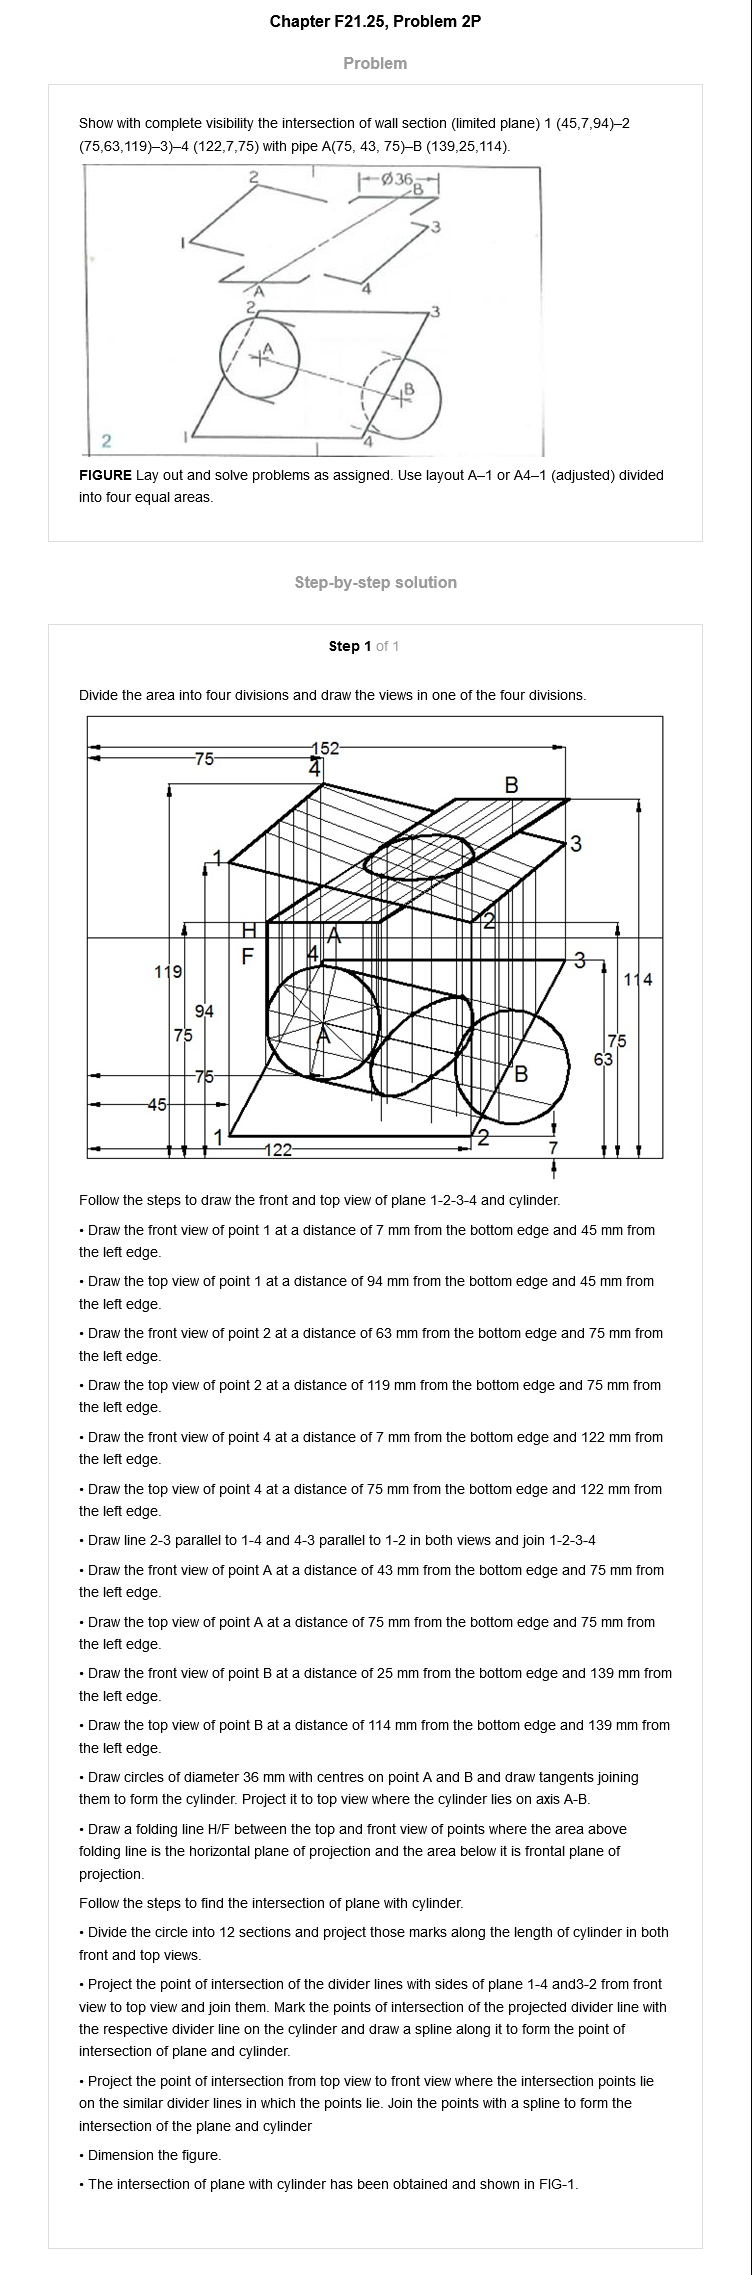 Chapter F21.25, Problem 2P
Problem
Show with complete visibility the intersection of wall section (limited plane) 1 (45,7,94)–2
(75,63,119)–3)–4 (122,7,75) with pipe A(75, 43, 75)–B (139,25,114).
2
Ø36
B
1
3
A
4
2
3
A
B
1
4
2
FIGURE Lay out and solve problems as assigned. Use layout A–1 or A4–1 (adjusted) divided
into four equal areas.
Step-by-step solution
Step 1 of 1
Divide the area into four divisions and draw the views in one of the four divisions.
152
75
4
B
1
3
2
H
A
F
4
3
119
114
94
75
A
75
63
B
75
45
1
2
122
7
Follow the steps to draw the front and top view of plane 1-2-3-4 and cylinder.
• Draw the front view of point 1 at a distance of 7 mm from the bottom edge and 45 mm from
the left edge.
• Draw the top view of point 1 at a distance of 94 mm from the bottom edge and 45 mm from
the left edge.
• Draw the front view of point 2 at a distance of 63 mm from the bottom edge and 75 mm from
the left edge.
• Draw the top view of point 2 at a distance of 119 mm from the bottom edge and 75 mm from
the left edge.
• Draw the front view of point 4 at a distance of 7 mm from the bottom edge and 122 mm from
the left edge.
• Draw the top view of point 4 at a distance of 75 mm from the bottom edge and 122 mm from
the left edge.
• Draw line 2-3 parallel to 1-4 and 4-3 parallel to 1-2 in both views and join 1-2-3-4
• Draw the front view of point A at a distance of 43 mm from the bottom edge and 75 mm from
the left edge.
• Draw the top view of point A at a distance of 75 mm from the bottom edge and 75 mm from
the left edge.
• Draw the front view of point B at a distance of 25 mm from the bottom edge and 139 mm from
the left edge.
• Draw the top view of point B at a distance of 114 mm from the bottom edge and 139 mm from
the left edge.
• Draw circles of diameter 36 mm with centres on point A and B and draw tangents joining
them to form the cylinder. Project it to top view where the cylinder lies on axis A-B.
• Draw a folding line H/F between the top and front view of points where the area above
folding line is the horizontal plane of projection and the area below it is frontal plane of
projection.
Follow the steps to find the intersection of plane with cylinder.
• Divide the circle into 12 sections and project those marks along the length of cylinder in both
front and top views.
• Project the point of intersection of the divider lines with sides of plane 1-4 and3-2 from front
view to top view and join them. Mark the points of intersection of the projected divider line with
the respective divider line on the cylinder and draw a spline along it to form the point of
intersection of plane and cylinder.
• Project the point of intersection from top view to front view where the intersection points lie
on the similar divider lines in which the points lie. Join the points with a spline to form the
intersection of the plane and cylinder
• Dimension the figure.
• The intersection of plane with cylinder has been obtained and shown in FIG-1.